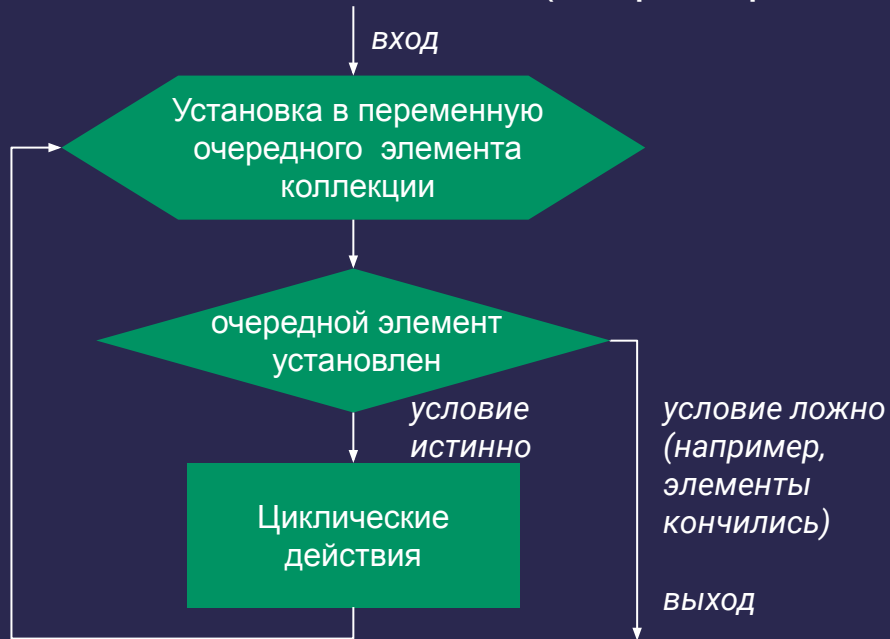 вход
Установка в переменную
очередного элемента
коллекции
очередной элемент
установлен
условие
истинно
условие ложно
(например,
элементы
кончились)
Циклические
действия
выход